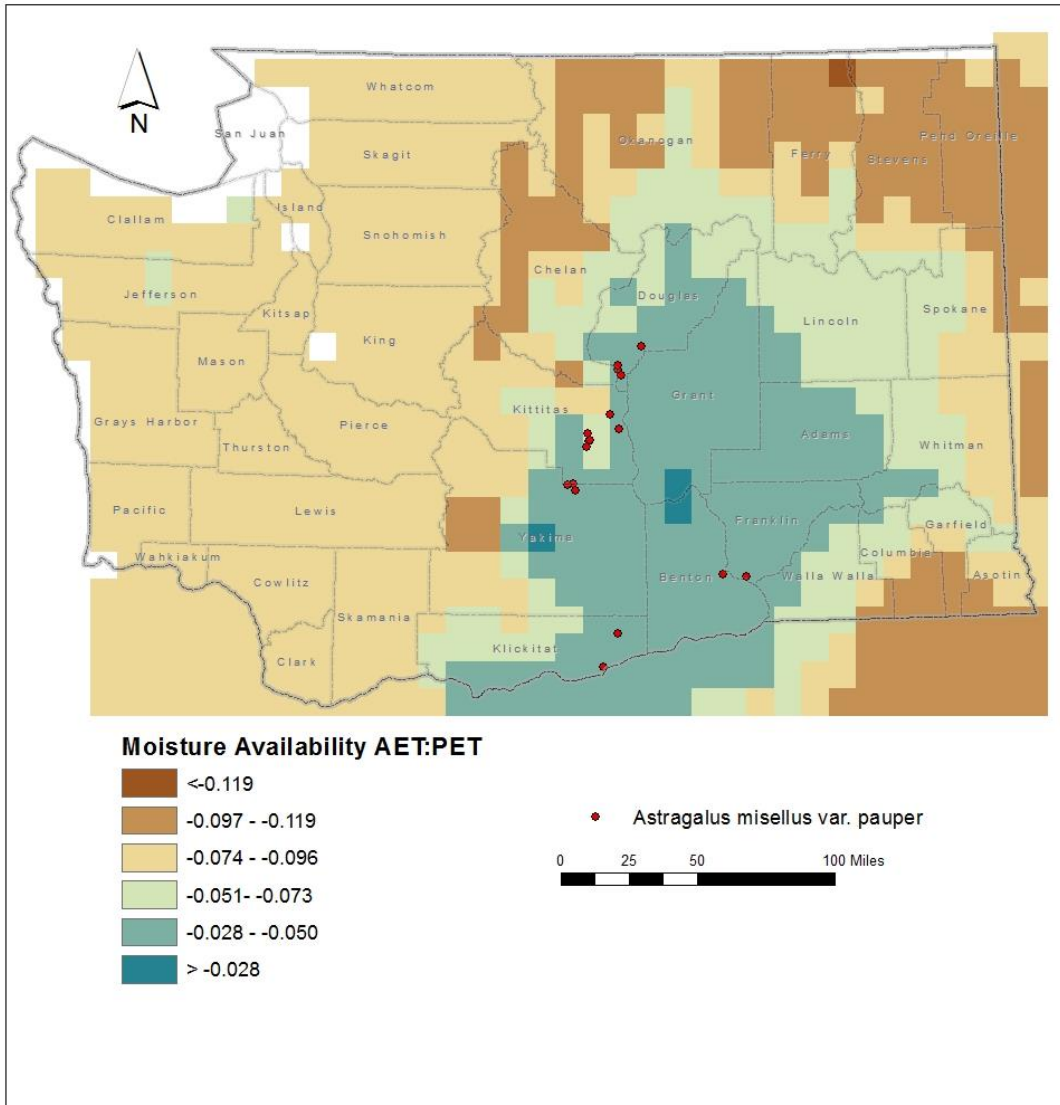 N
Whatcom
San Juan
Okanogan
Pend Oreille
Skagit
Ferry
Stevens
Island
Clallam
Snohomish
Chelan
Douglas
Jefferson
Kitsap
Lincoln
Spokane
King
Mason
Grant
Kittitas
Grays Harbor
Pierce
Adams
Whitman
Thurston
Pacific
Lewis
Franklin
Garfield
Yakima
Wahkiakum
Columbia
Cowlitz
Benton
Walla Walla
Asotin
Skamania
Klickitat
Clark
Moisture Availability AET:PET
<-0.119
-0.097 - -0.119
-0.074 - -0.096
-0.051- -0.073
-0.028 - -0.050
> -0.028
Astragalus misellus var. pauper
0 25 50 100 Miles